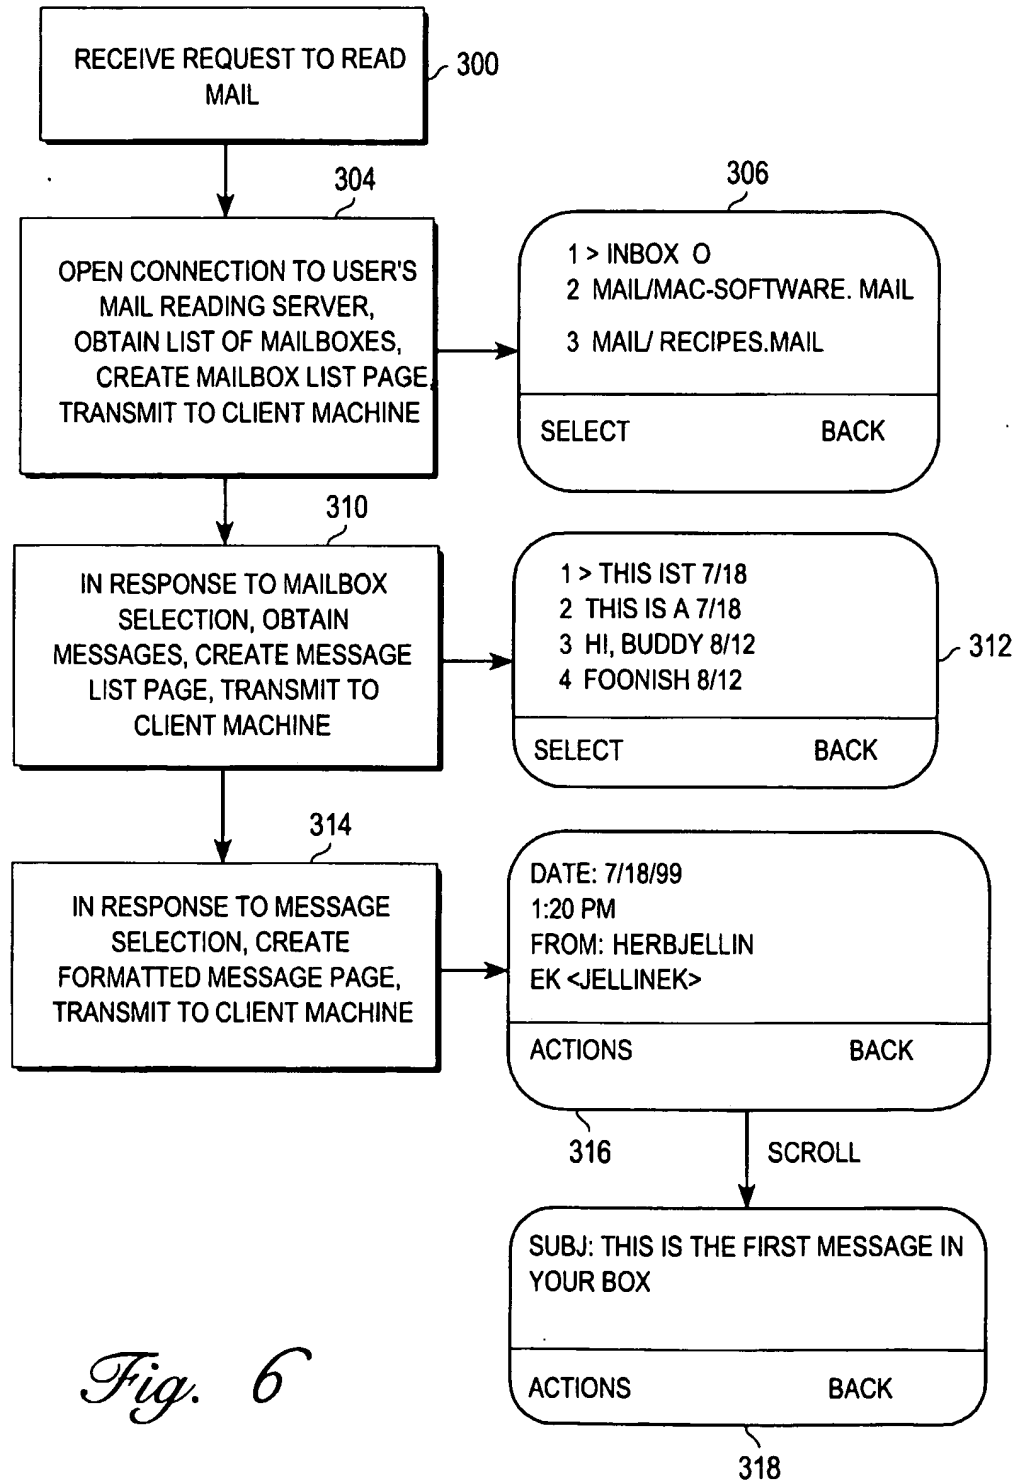 RECEIVE REQUEST TO READ
MAIL
300
304
OPEN CONNECTION TO USER'S
MAIL READING SERVER,
OBTAIN LIST OF MAILBOXES,
CREATE MAILBOX LIST PAGE,
TRANSMIT TO CLIENT MACHINE
306
1 > INBOX O
2 MAIL/MAC-SOFTWARE. MAIL
3 MAIL/ RECIPES.MAIL
SELECT BACK
310
IN RESPONSE TO MAILBOX
SELECTION, OBTAIN
MESSAGES, CREATE MESSAGE
LIST PAGE, TRANSMIT TO
CLIENT MACHINE
1 > THIS IST 7/18
2 THIS IS A 7/18
3 HI, BUDDY 8/12
4 FOONISH 8/12
SELECT BACK
312
314
IN RESPONSE TO MESSAGE
SELECTION, CREATE
FORMATTED MESSAGE PAGE,
TRANSMIT TO CLIENT MACHINE
DATE: 7/18/99
1:20 PM
FROM: HERBJELLIN
EK <JELLINEK>
ACTIONS BACK
316
SCROLL
SUBJ: THIS IS THE FIRST MESSAGE IN
YOUR BOX
ACTIONS BACK
318
Fig. 6